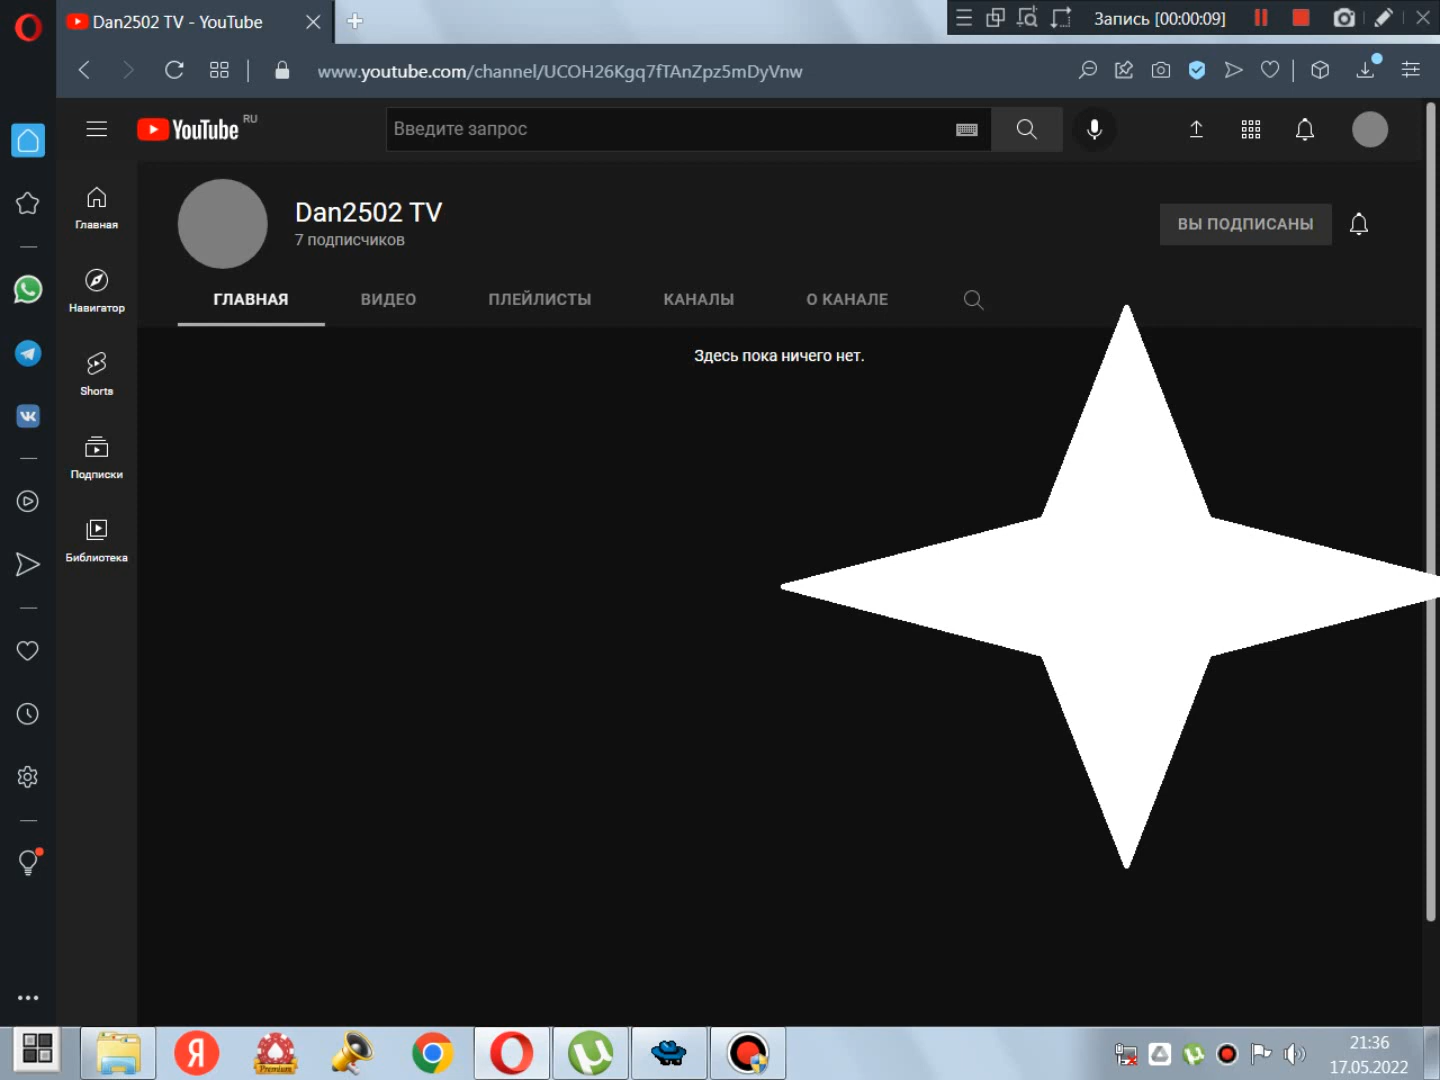 Dan2502 TV - YouTube
Запись [00:00:09]
www.youtube.com/channel/UCOH26Kgq7fTAnZpz5mDyVnw
YouTube RU
Введите запрос
Главная
Навигатор
Shorts
Подписки
Библиотека
Dan2502 TV
7 подписчиков
ВЫ ПОДПИСАНЫ
ГЛАВНАЯ
ВИДЕО
ПЛЕЙЛИСТЫ
КАНАЛЫ
О КАНАЛЕ
Здесь пока ничего нет.
Я
Premium
21:36
17.05.2022